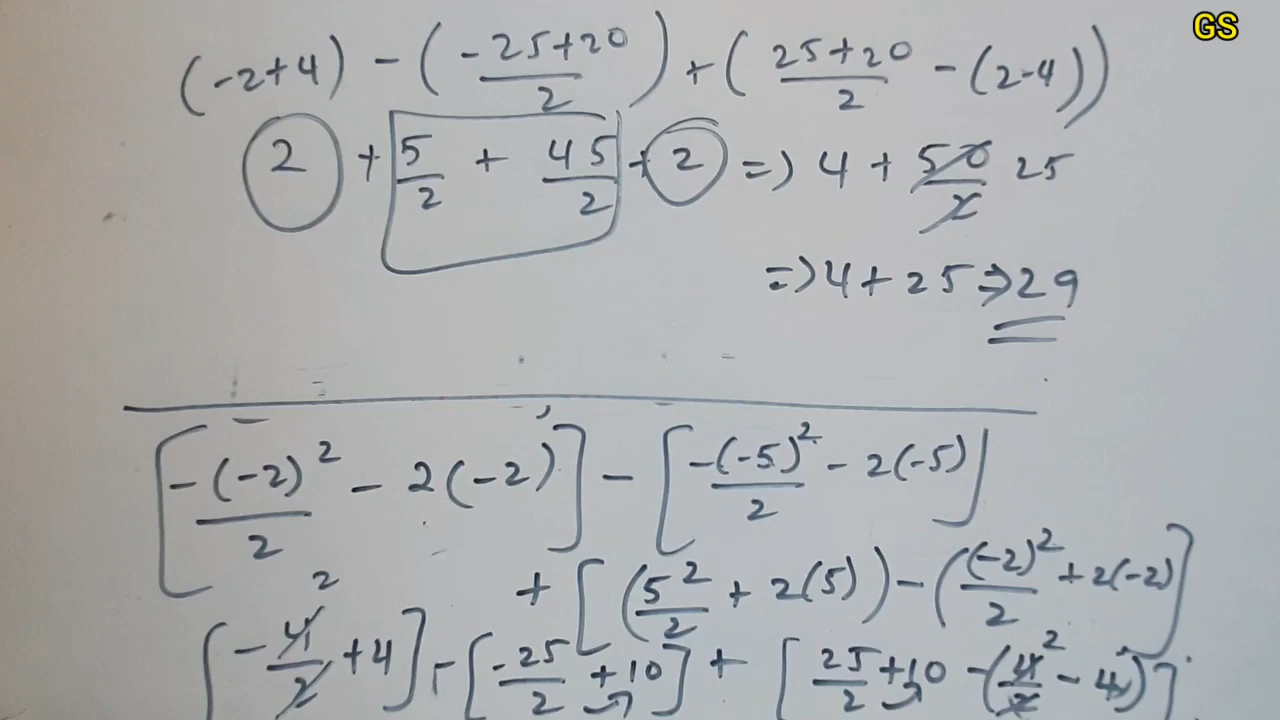 GS
(-2+4) - (-25+20/2) + (25+20/2 - (2-4))
2 + 5/2 + 45/2 + 2 => 4 + 50/2 25
=> 4 + 25 => 29
[-(-2)²/2 - 2(-2)] - [-(-5)²/2 - 2(-5)]
+ [(5²/2 + 2(5)) - ((-2)²/2 + 2(-2)]
[-4/2 2 + 4] - [-25/2 + 10] + [25/2 + 10 - (4/2 2 - 4)]